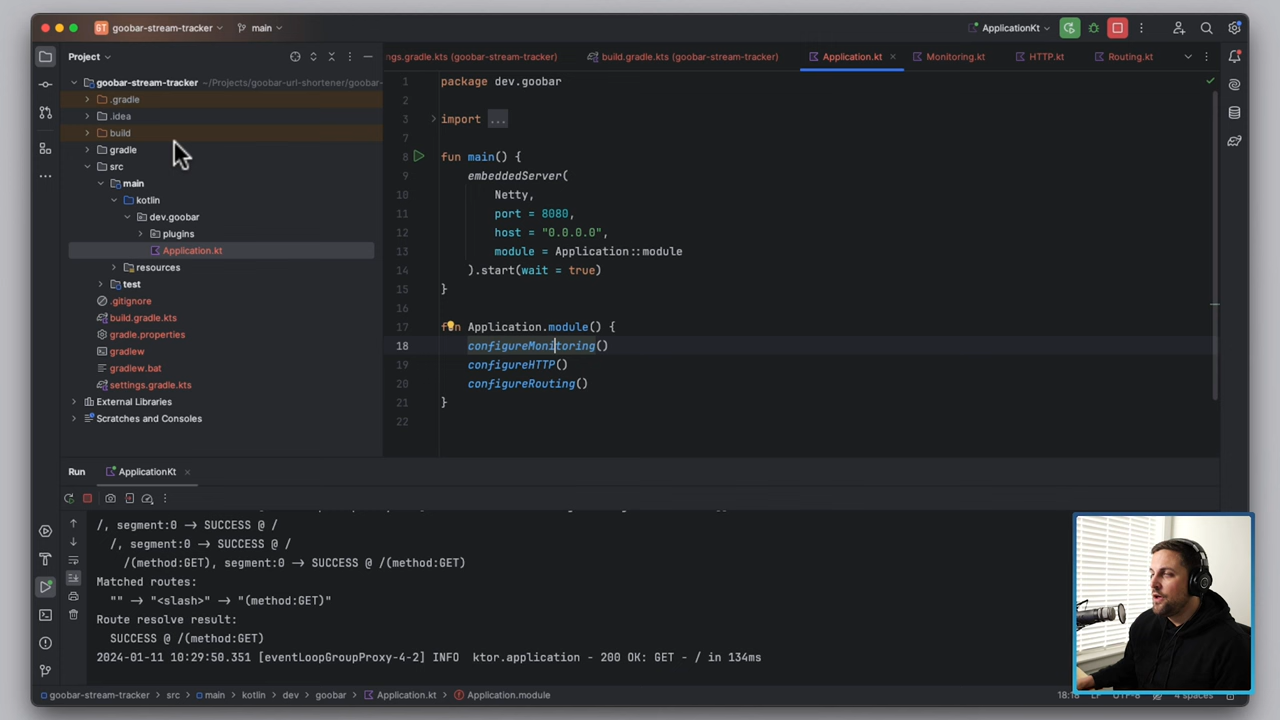 GT goobar-stream-tracker main ApplicationKt
Project
ngs.gradle.kts (goobar-stream-tracker) build.gradle.kts (goobar-stream-tracker) Application.kt Monitoring.kt HTTP.kt Routing.kt
goobar-stream-tracker ~/Projects/goobar-url-shortener/goobar-
.gradle
.idea
build
gradle
src
main
kotlin
dev.goobar
plugins
Application.kt
resources
test
.gitignore
build.gradle.kts
gradle.properties
gradlew
gradlew.bat
settings.gradle.kts
External Libraries
Scratches and Consoles
1 package dev.goobar
2
3 import ...
7
8 fun main() {
9 embeddedServer(
10 Netty,
11 port = 8080,
12 host = "0.0.0.0",
13 module = Application::module
14 ).start(wait = true)
15 }
16
17 fun Application.module() {
18 configureMonitoring()
19 configureHTTP()
20 configureRouting()
21 }
22
Run ApplicationKt
/, segment:0 → SUCCESS @ /
/, segment:0 → SUCCESS @ /
/(method:GET), segment:0 → SUCCESS @ /(method:GET)
Matched routes:
"" → "<slash>" → "(method:GET)"
Route resolve result:
SUCCESS @ /(method:GET)
2024-01-11 10:29:50.351 [eventLoopGroupProxy-4-2] INFO ktor.application - 200 OK: GET - / in 134ms
goobar-stream-tracker src main kotlin dev goobar Application.kt Application.module 18:18 LF UTF-8 4 spaces